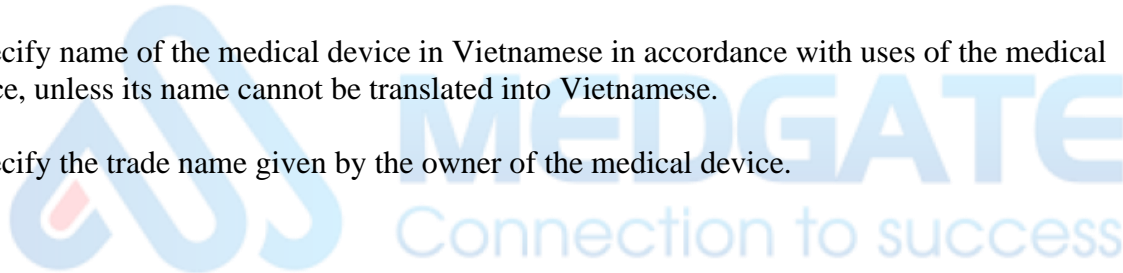 ecify name of the medical device in Vietnamese in accordance with uses of the medical
ce, unless its name cannot be translated into Vietnamese.
ecify the trade name given by the owner of the medical device.
MEDGATE
Connection to success